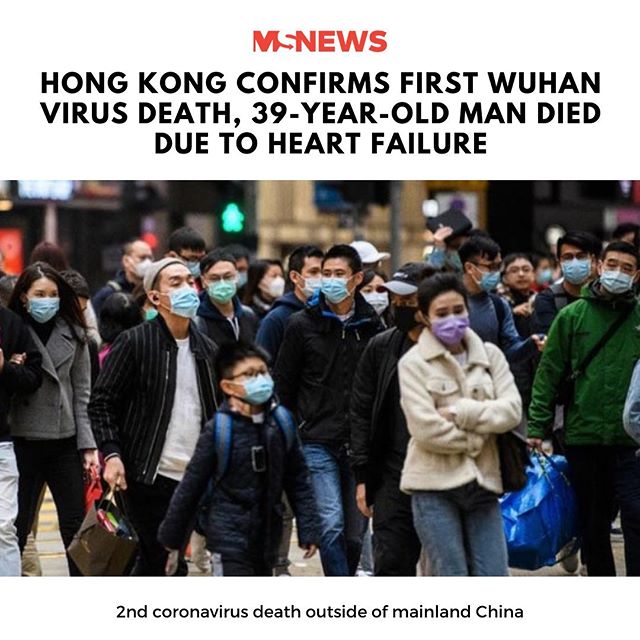 MSNEWS
HONG KONG CONFIRMS FIRST WUHAN
VIRUS DEATH, 39-YEAR-OLD MAN DIED
DUE TO HEART FAILURE
2nd coronavirus death outside of mainland China